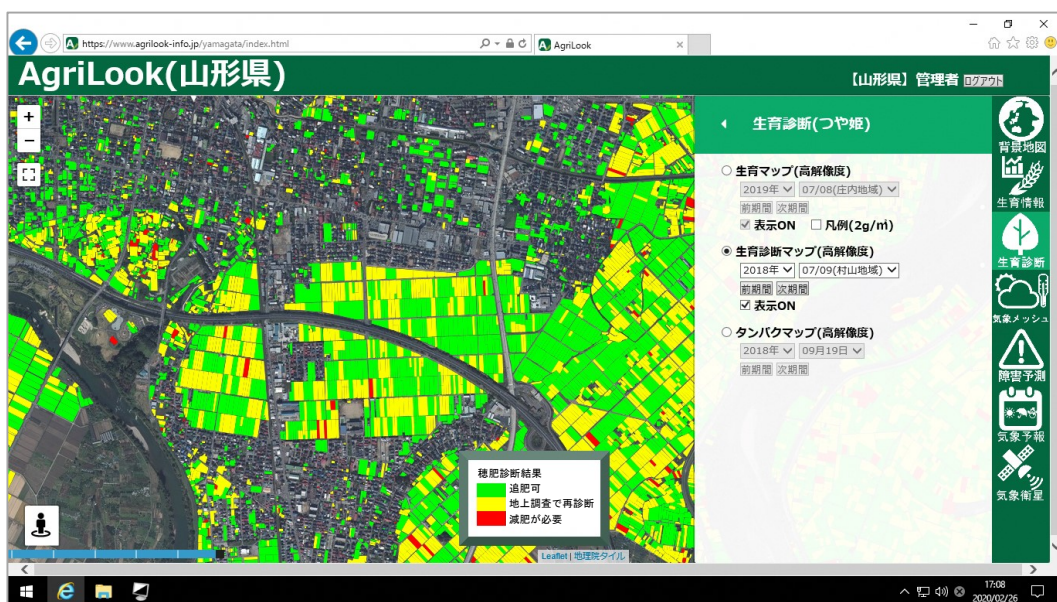 https://www.agrilook-info.jp/yamagata/index.html
AgriLook
AgriLook(山形県)
【山形県】管理者 ログアウト
+
−
生育診断(つや姫)
生育マップ(高解像度)
2019年 07/08(庄内地域)
前期間 次期間
表示ON 凡例(2g/㎡)
生育診断マップ(高解像度)
2018年 07/09(村山地域)
前期間 次期間
表示ON
タンパクマップ(高解像度)
2018年 09月19日
前期間 次期間
背景地図
生育情報
生育診断
気象メッシュ
障害予測
気象予報
気象衛星
穂肥診断結果
追肥可
地上調査で再診断
減肥が必要
Leaflet | 地理院タイル
17:08
2020/02/26